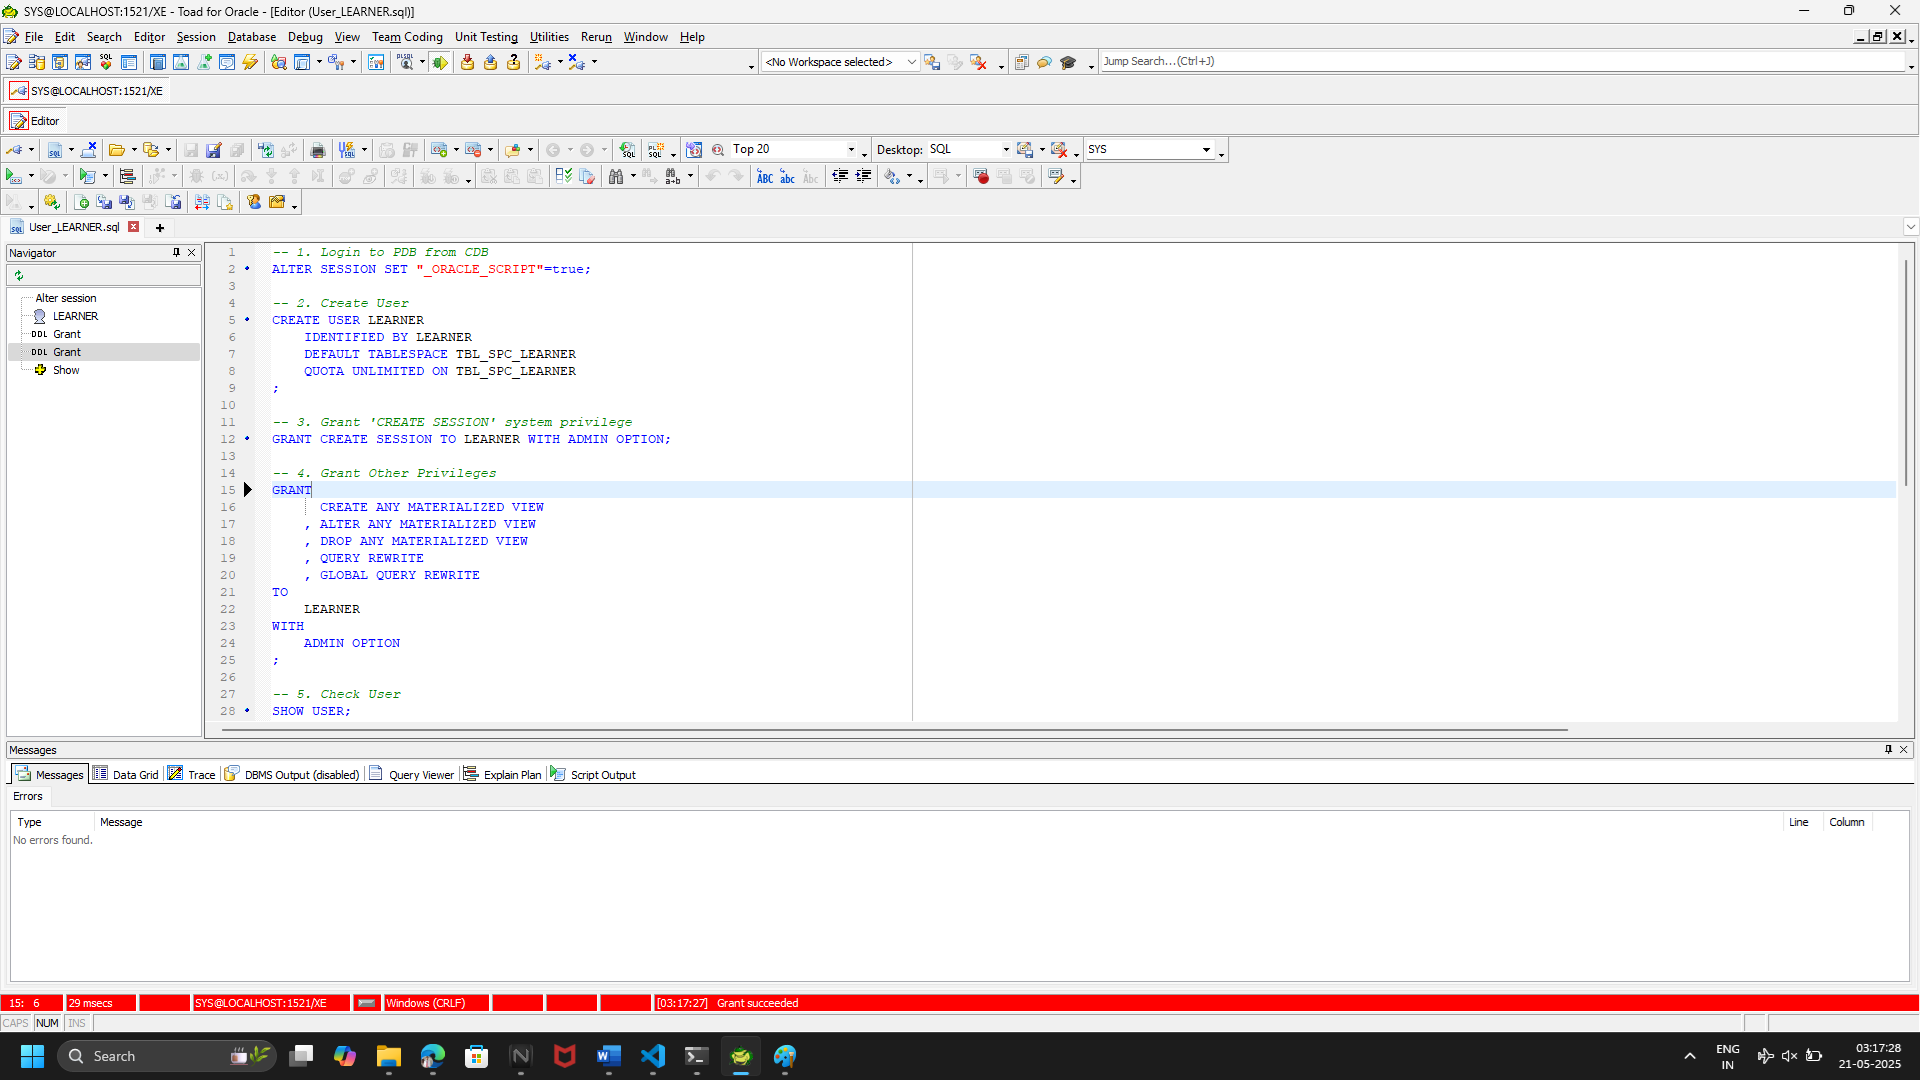 SYS@LOCALHOST:1521/XE - Toad for Oracle - [Editor (User_LEARNER.sql)]
File Edit Search Editor Session Database Debug View Team Coding Unit Testing Utilities Rerun Window Help
<No Workspace selected> Jump Search...(Ctrl+J)
SYS@LOCALHOST:1521/XE
Editor
Top 20 Desktop: SQL SYS
User_LEARNER.sql
Navigator
Alter session
LEARNER
DDL Grant
DDL Grant
Show
1 -- 1. Login to PDB from CDB
2 ALTER SESSION SET "_ORACLE_SCRIPT"=true;
3
4 -- 2. Create User
5 CREATE USER LEARNER
6 IDENTIFIED BY LEARNER
7 DEFAULT TABLESPACE TBL_SPC_LEARNER
8 QUOTA UNLIMITED ON TBL_SPC_LEARNER
9 ;
10
11 -- 3. Grant 'CREATE SESSION' system privilege
12 GRANT CREATE SESSION TO LEARNER WITH ADMIN OPTION;
13
14 -- 4. Grant Other Privileges
15 GRANT
16 CREATE ANY MATERIALIZED VIEW
17 , ALTER ANY MATERIALIZED VIEW
18 , DROP ANY MATERIALIZED VIEW
19 , QUERY REWRITE
20 , GLOBAL QUERY REWRITE
21 TO
22 LEARNER
23 WITH
24 ADMIN OPTION
25 ;
26
27 -- 5. Check User
28 SHOW USER;
Messages
Messages Data Grid Trace DBMS Output (disabled) Query Viewer Explain Plan Script Output
Errors
Type Message Line Column
No errors found.
15: 6 29 msecs SYS@LOCALHOST:1521/XE Windows (CRLF) [03:17:27] Grant succeeded
CAPS NUM INS
Search
ENG
IN
03:17:28
21-05-2025